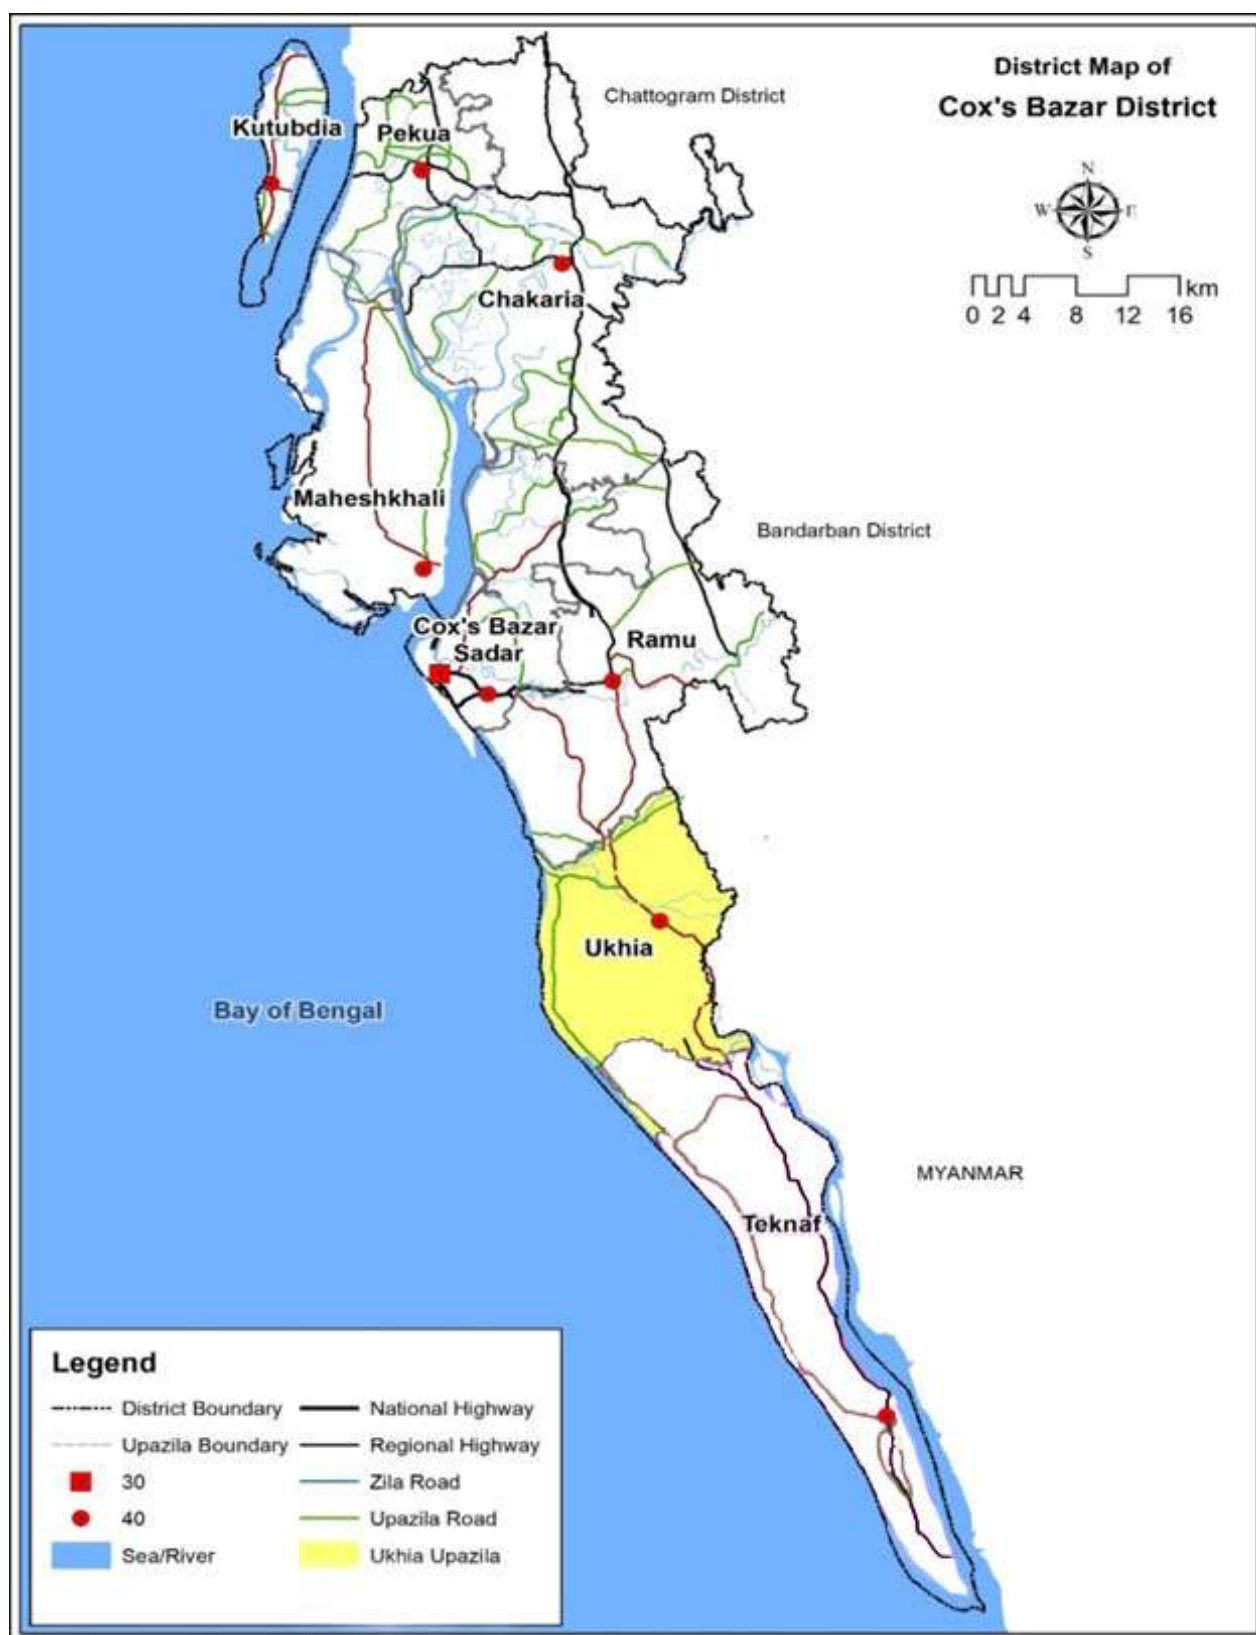 District Map of
Cox's Bazar District
Chattogram District
Kutubdia
Pekua
N
W
E
S
km
0 2 4 8 12 16
Chakaria
Maheshkhali
Bandarban District
Cox's Bazar
Sadar
Ramu
Ukhia
Bay of Bengal
MYANMAR
Teknaf
Legend
District Boundary
National Highway
Upazila Boundary
Regional Highway
30
Zila Road
40
Upazila Road
Sea/River
Ukhia Upazila